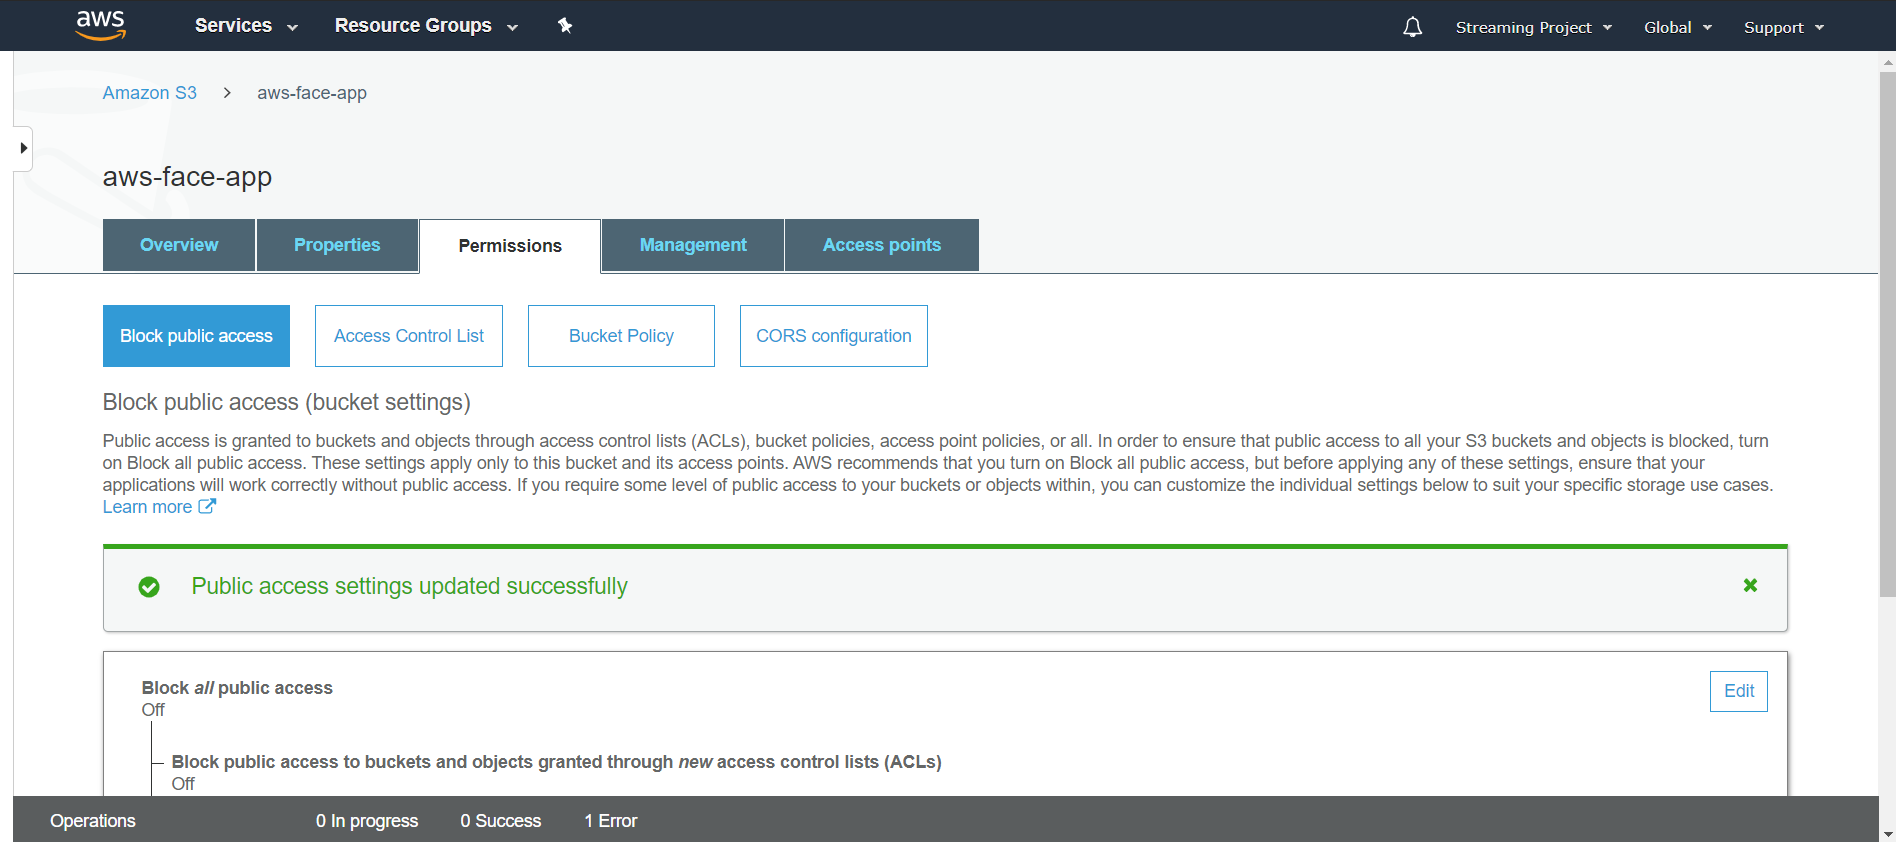 aws Services Resource Groups Streaming Project Global Support
Amazon S3 > aws-face-app
aws-face-app
Overview Properties Permissions Management Access points
Block public access Access Control List Bucket Policy CORS configuration
Block public access (bucket settings)
Public access is granted to buckets and objects through access control lists (ACLs), bucket policies, access point policies, or all. In order to ensure that public access to all your S3 buckets and objects is blocked, turn
on Block all public access. These settings apply only to this bucket and its access points. AWS recommends that you turn on Block all public access, but before applying any of these settings, ensure that your
applications will work correctly without public access. If you require some level of public access to your buckets or objects within, you can customize the individual settings below to suit your specific storage use cases.
Learn more
Public access settings updated successfully
Block all public access
Edit
Off
Block public access to buckets and objects granted through new access control lists (ACLs)
Off
Operations 0 In progress 0 Success 1 Error